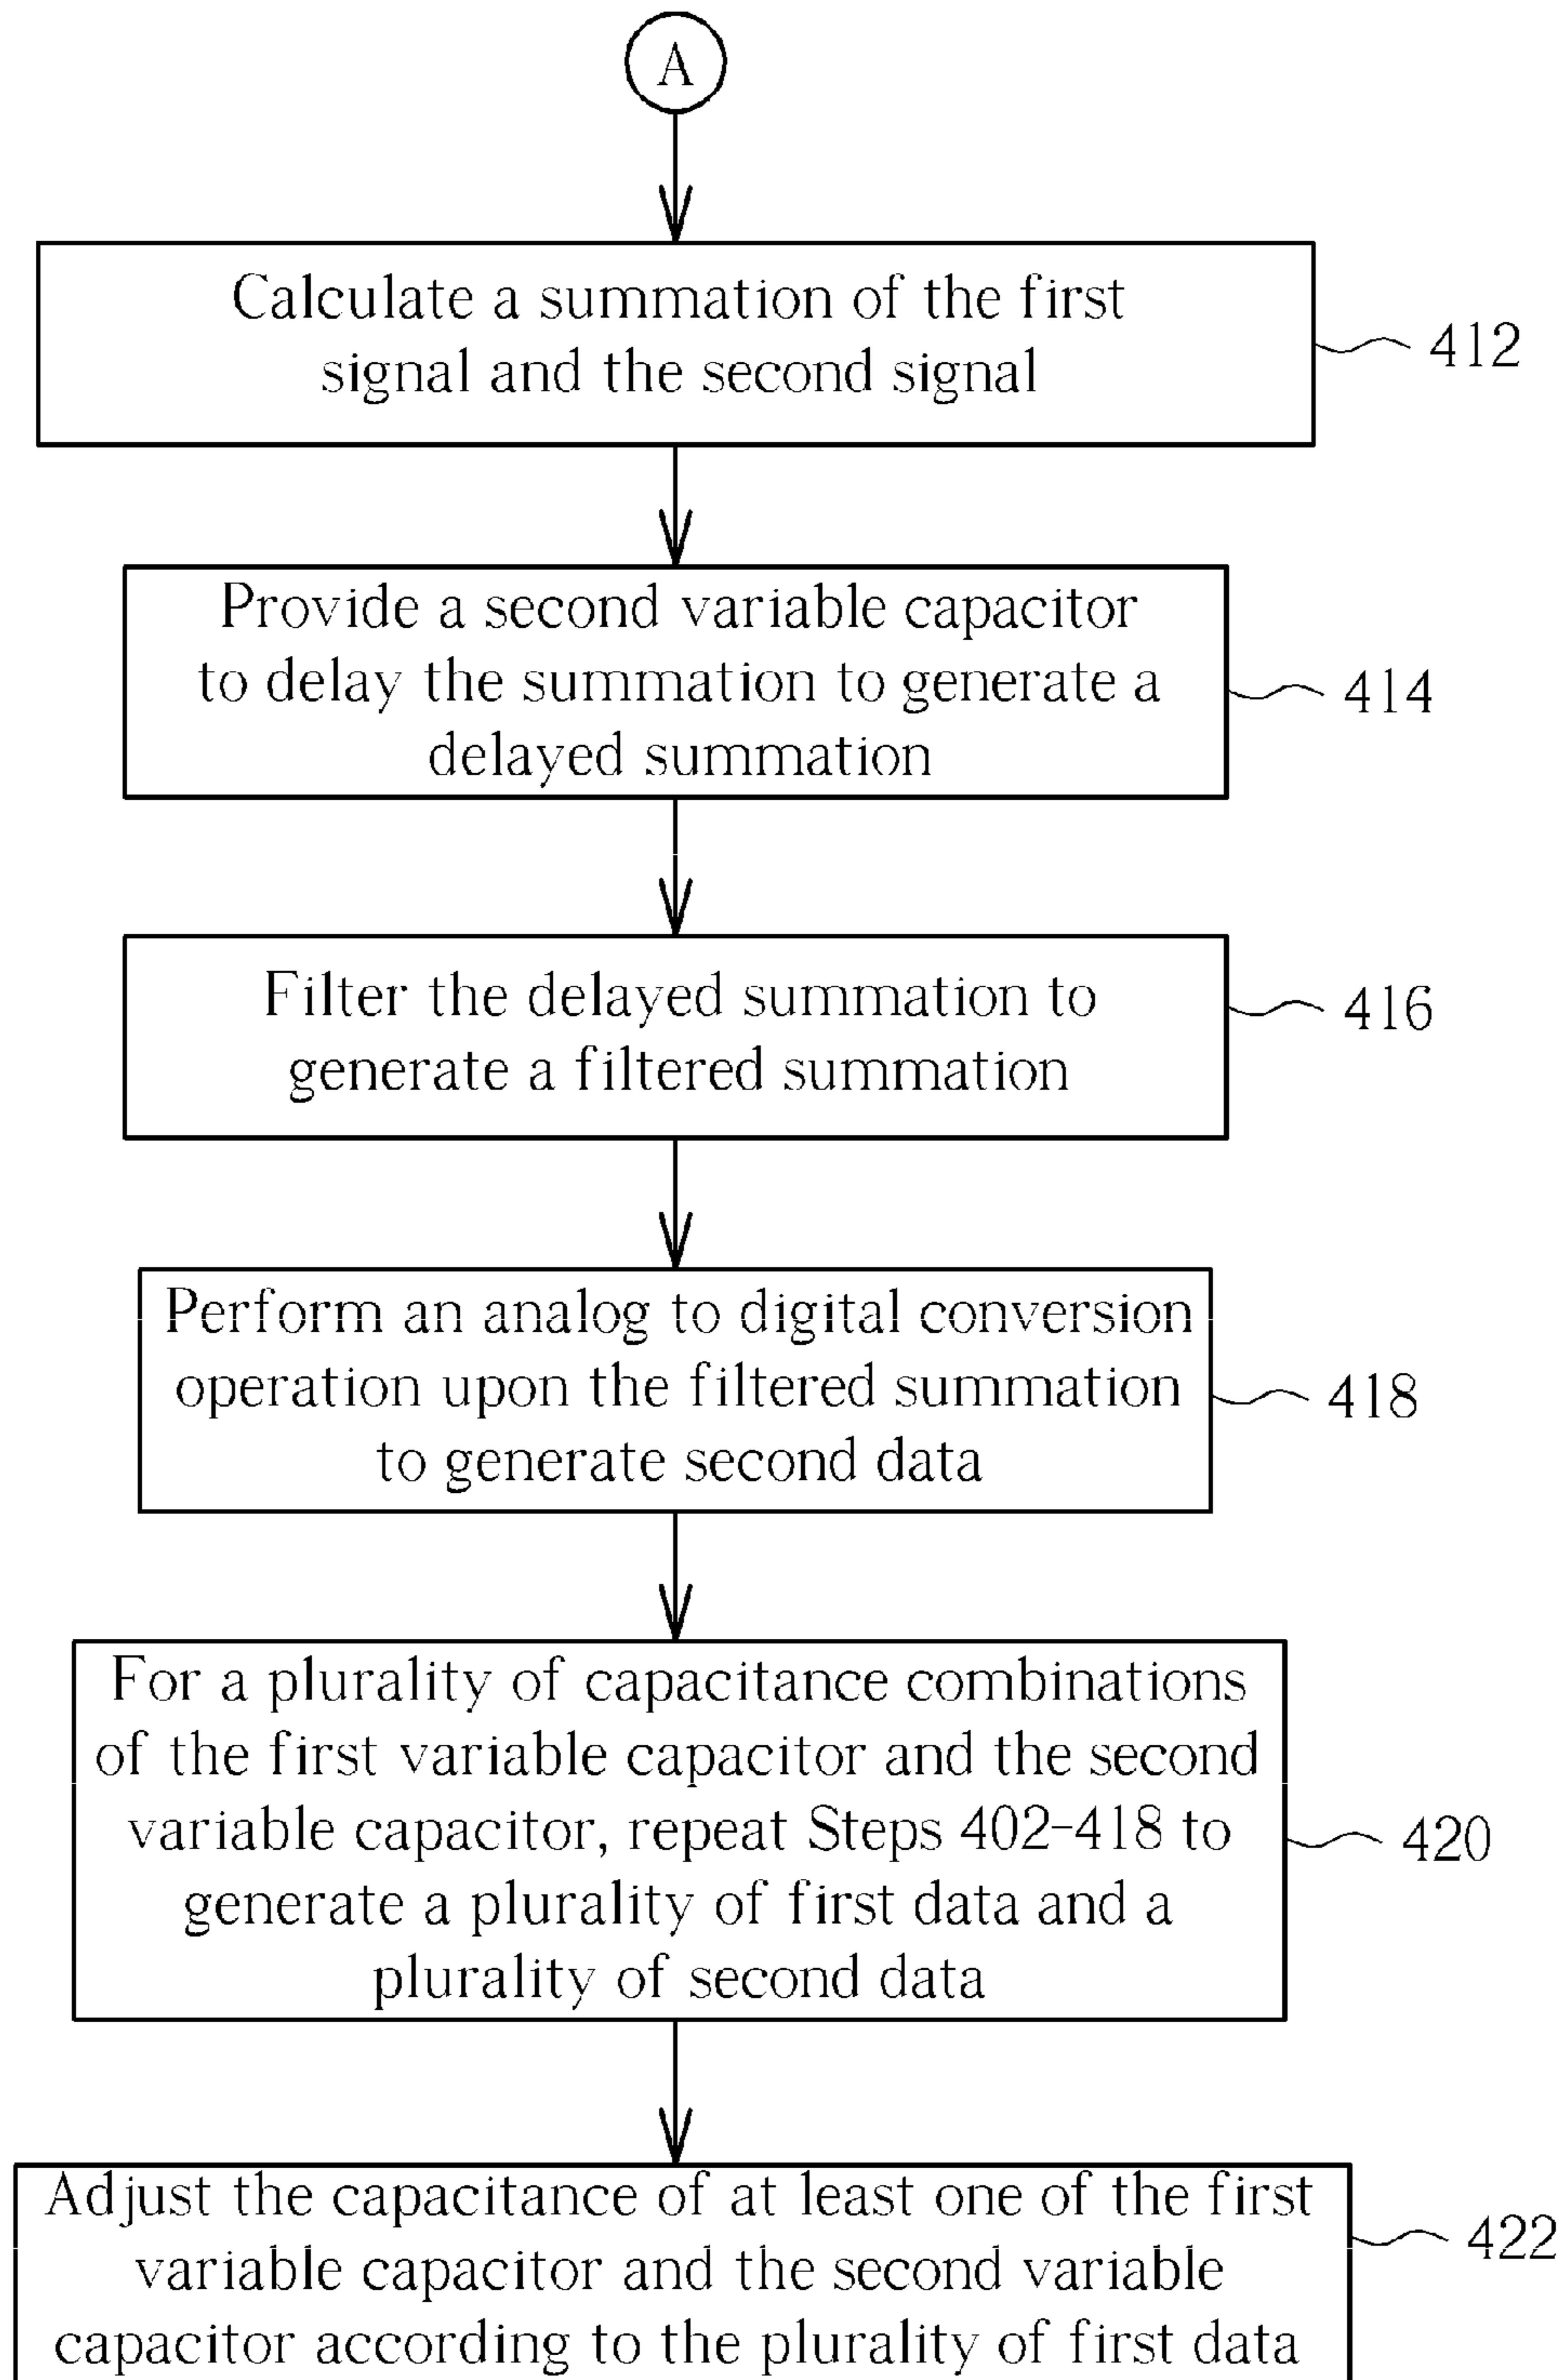 A
Calculate a summation of the first
signal and the second signal
412
Provide a second variable capacitor
to delay the summation to generate a
delayed summation
414
Filter the delayed summation to
generate a filtered summation
416
Perform an analog to digital conversion
operation upon the filtered summation
to generate second data
418
For a plurality of capacitance combinations
of the first variable capacitor and the second
variable capacitor, repeat Steps 402-418 to
generate a plurality of first data and a
plurality of second data
420
Adjust the capacitance of at least one of the first
variable capacitor and the second variable
capacitor according to the plurality of first data
422